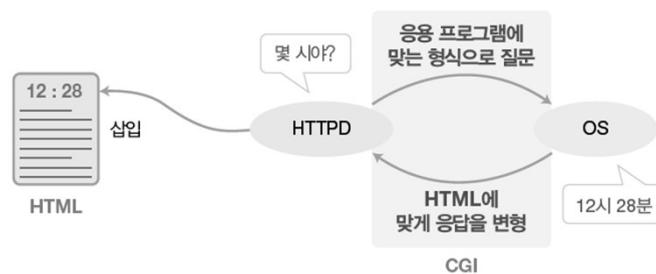 응용 프로그램에
맞는 형식으로 질문
몇 시야?
12 : 28
삽입
HTTPD
OS
HTML
HTML에
맞게 응답을 변형
12시 28분
CGI